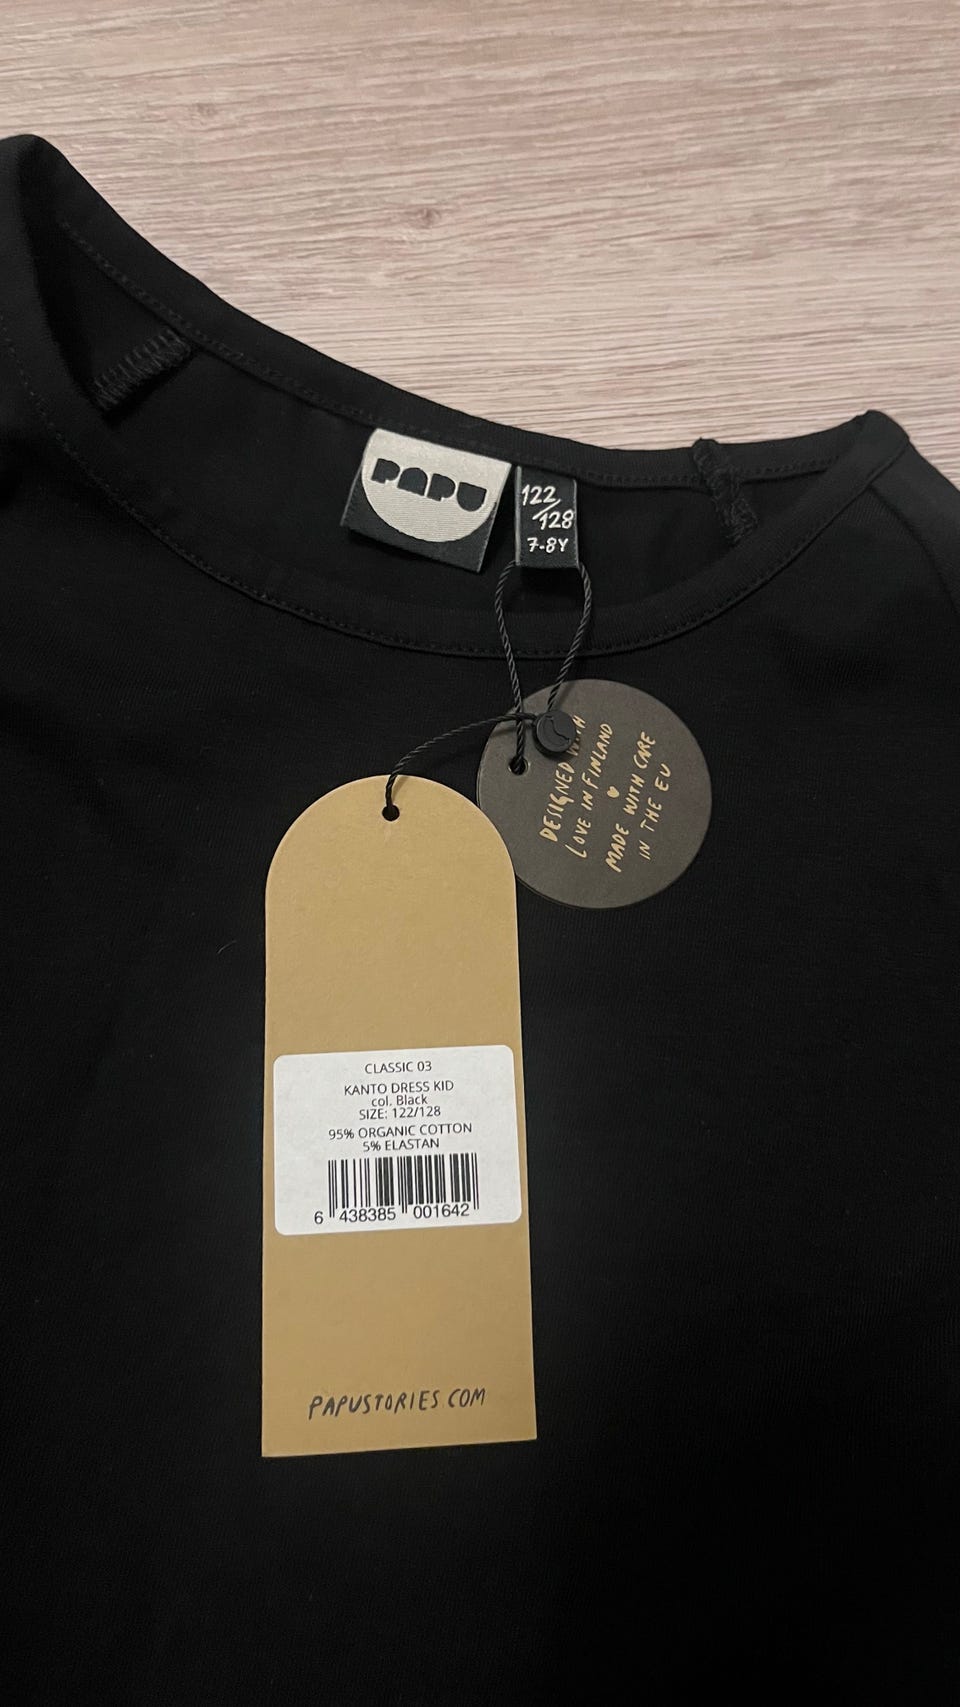 PAPU
122/128
7-8Y
DESIGNED WITH
LOVE IN FINLAND
MADE WITH CARE
IN THE EU
CLASSIC 03
KANTO DRESS KID
col. Black
SIZE: 122/128
95% ORGANIC COTTON
5% ELASTAN
6 438385 001642
PAPUSTORIES.COM